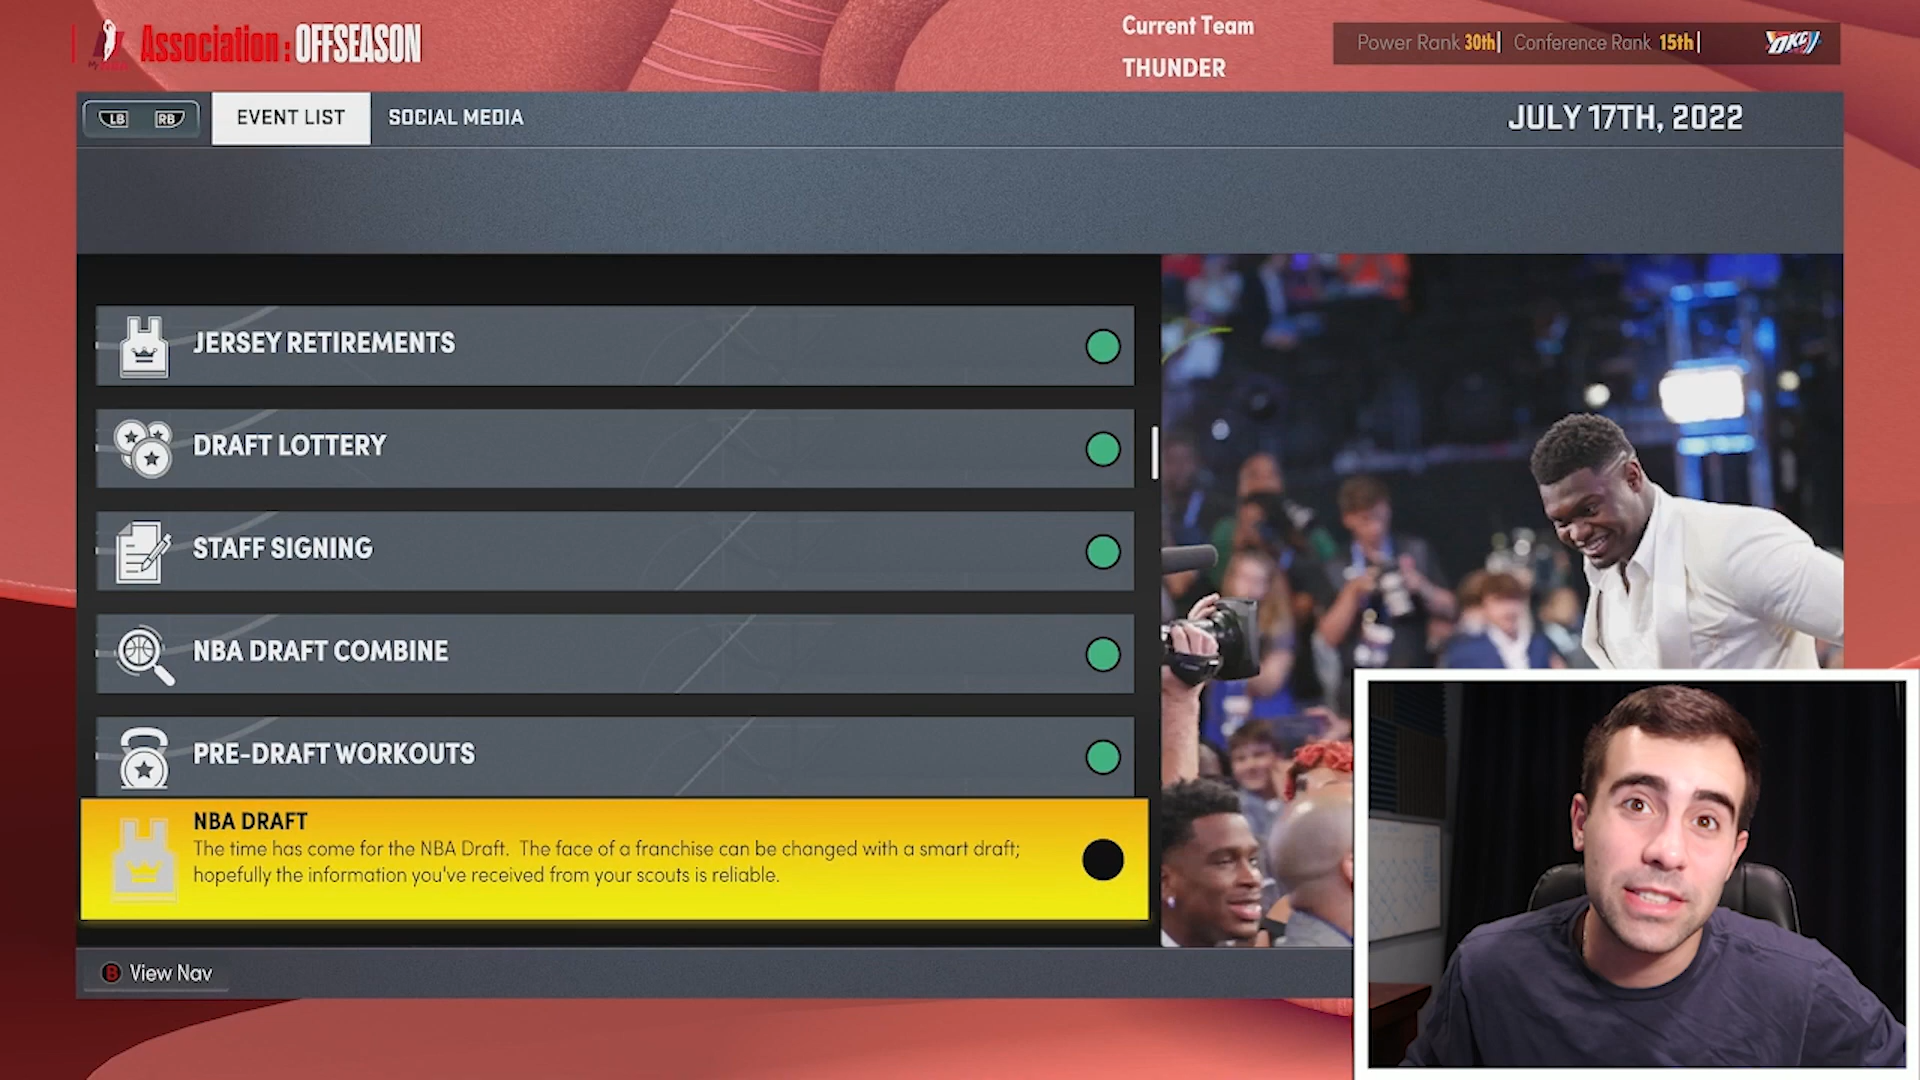 Association: OFFSEASON
Current Team
THUNDER
Power Rank 30th| Conference Rank 15th|
OKC
LB RB EVENT LIST SOCIAL MEDIA
JULY 17TH, 2022
JERSEY RETIREMENTS
DRAFT LOTTERY
STAFF SIGNING
NBA DRAFT COMBINE
PRE-DRAFT WORKOUTS
NBA DRAFT
The time has come for the NBA Draft. The face of a franchise can be changed with a smart draft;
hopefully the information you've received from your scouts is reliable.
B View Nav